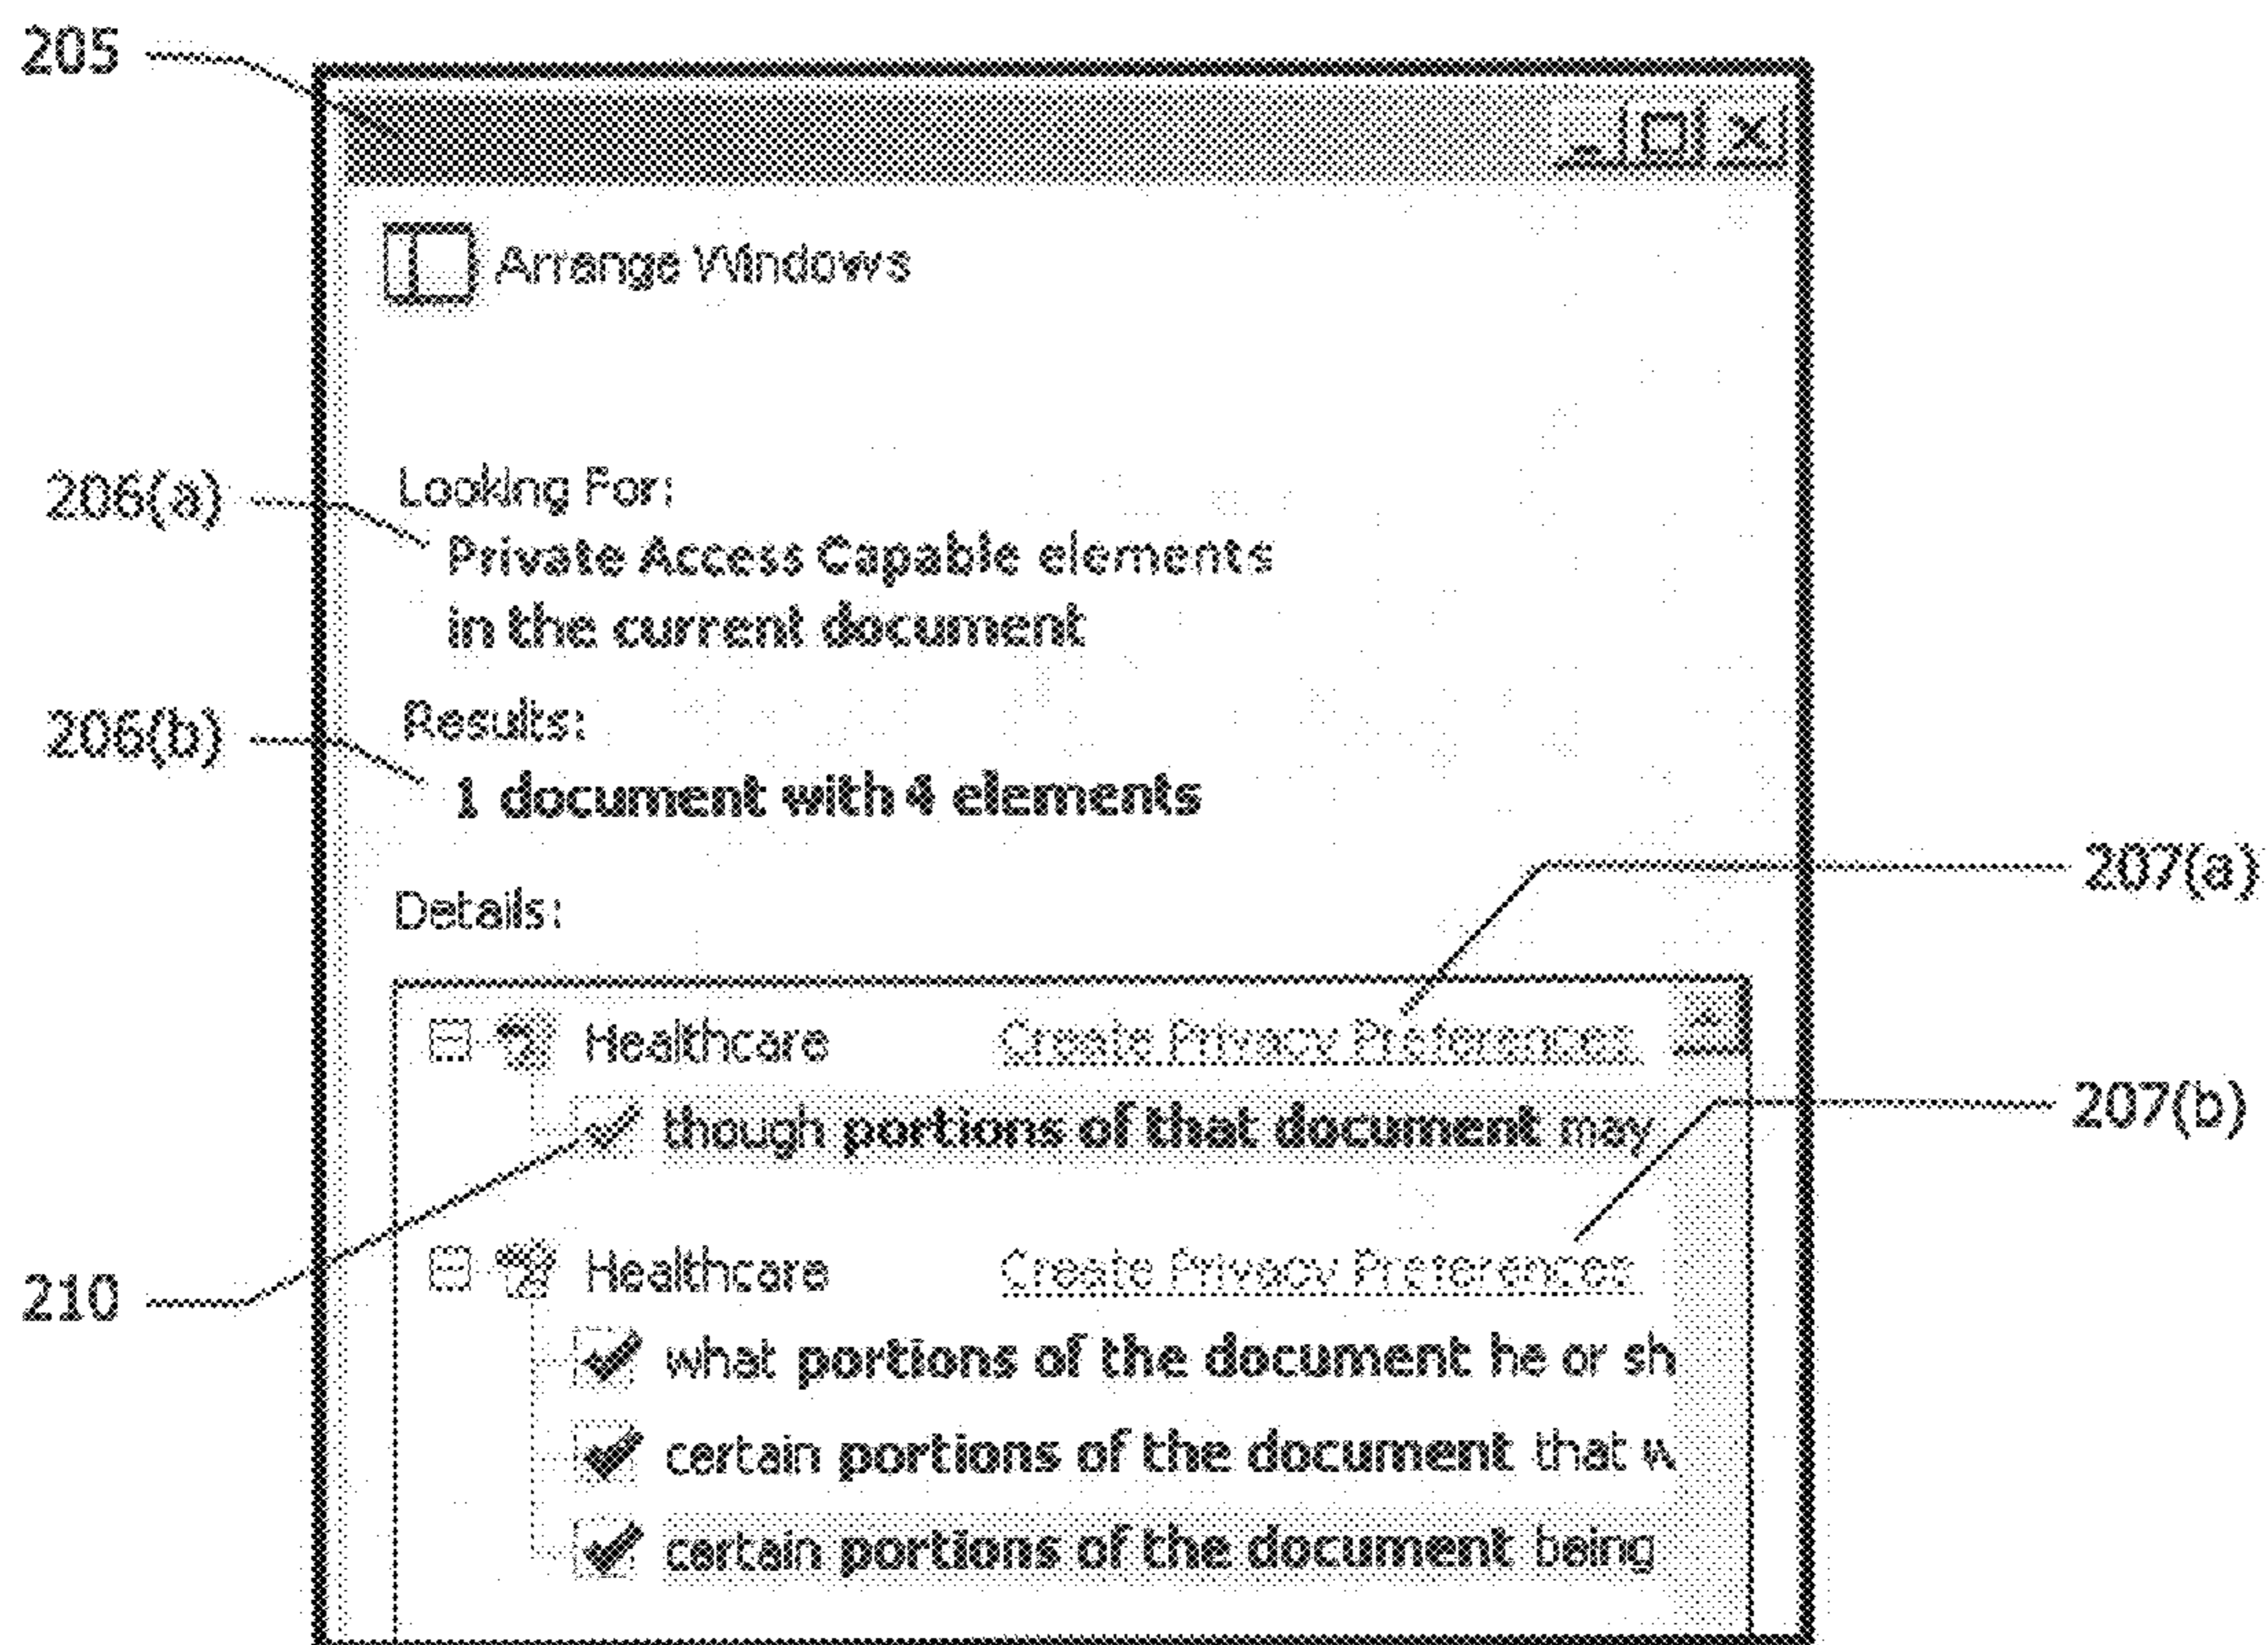 205
Arrange Windows
206(a)
Looking For:
Private Access Capable elements
in the current document
206(b)
Results:
1 document with 4 elements
207(a)
Details:
Healthcare Create Privacy Preferences
207(b)
though portions of that document may
210
Healthcare Create Privacy Preferences
what portions of the document he or sh
certain portions of the document that w
certain portions of the document being